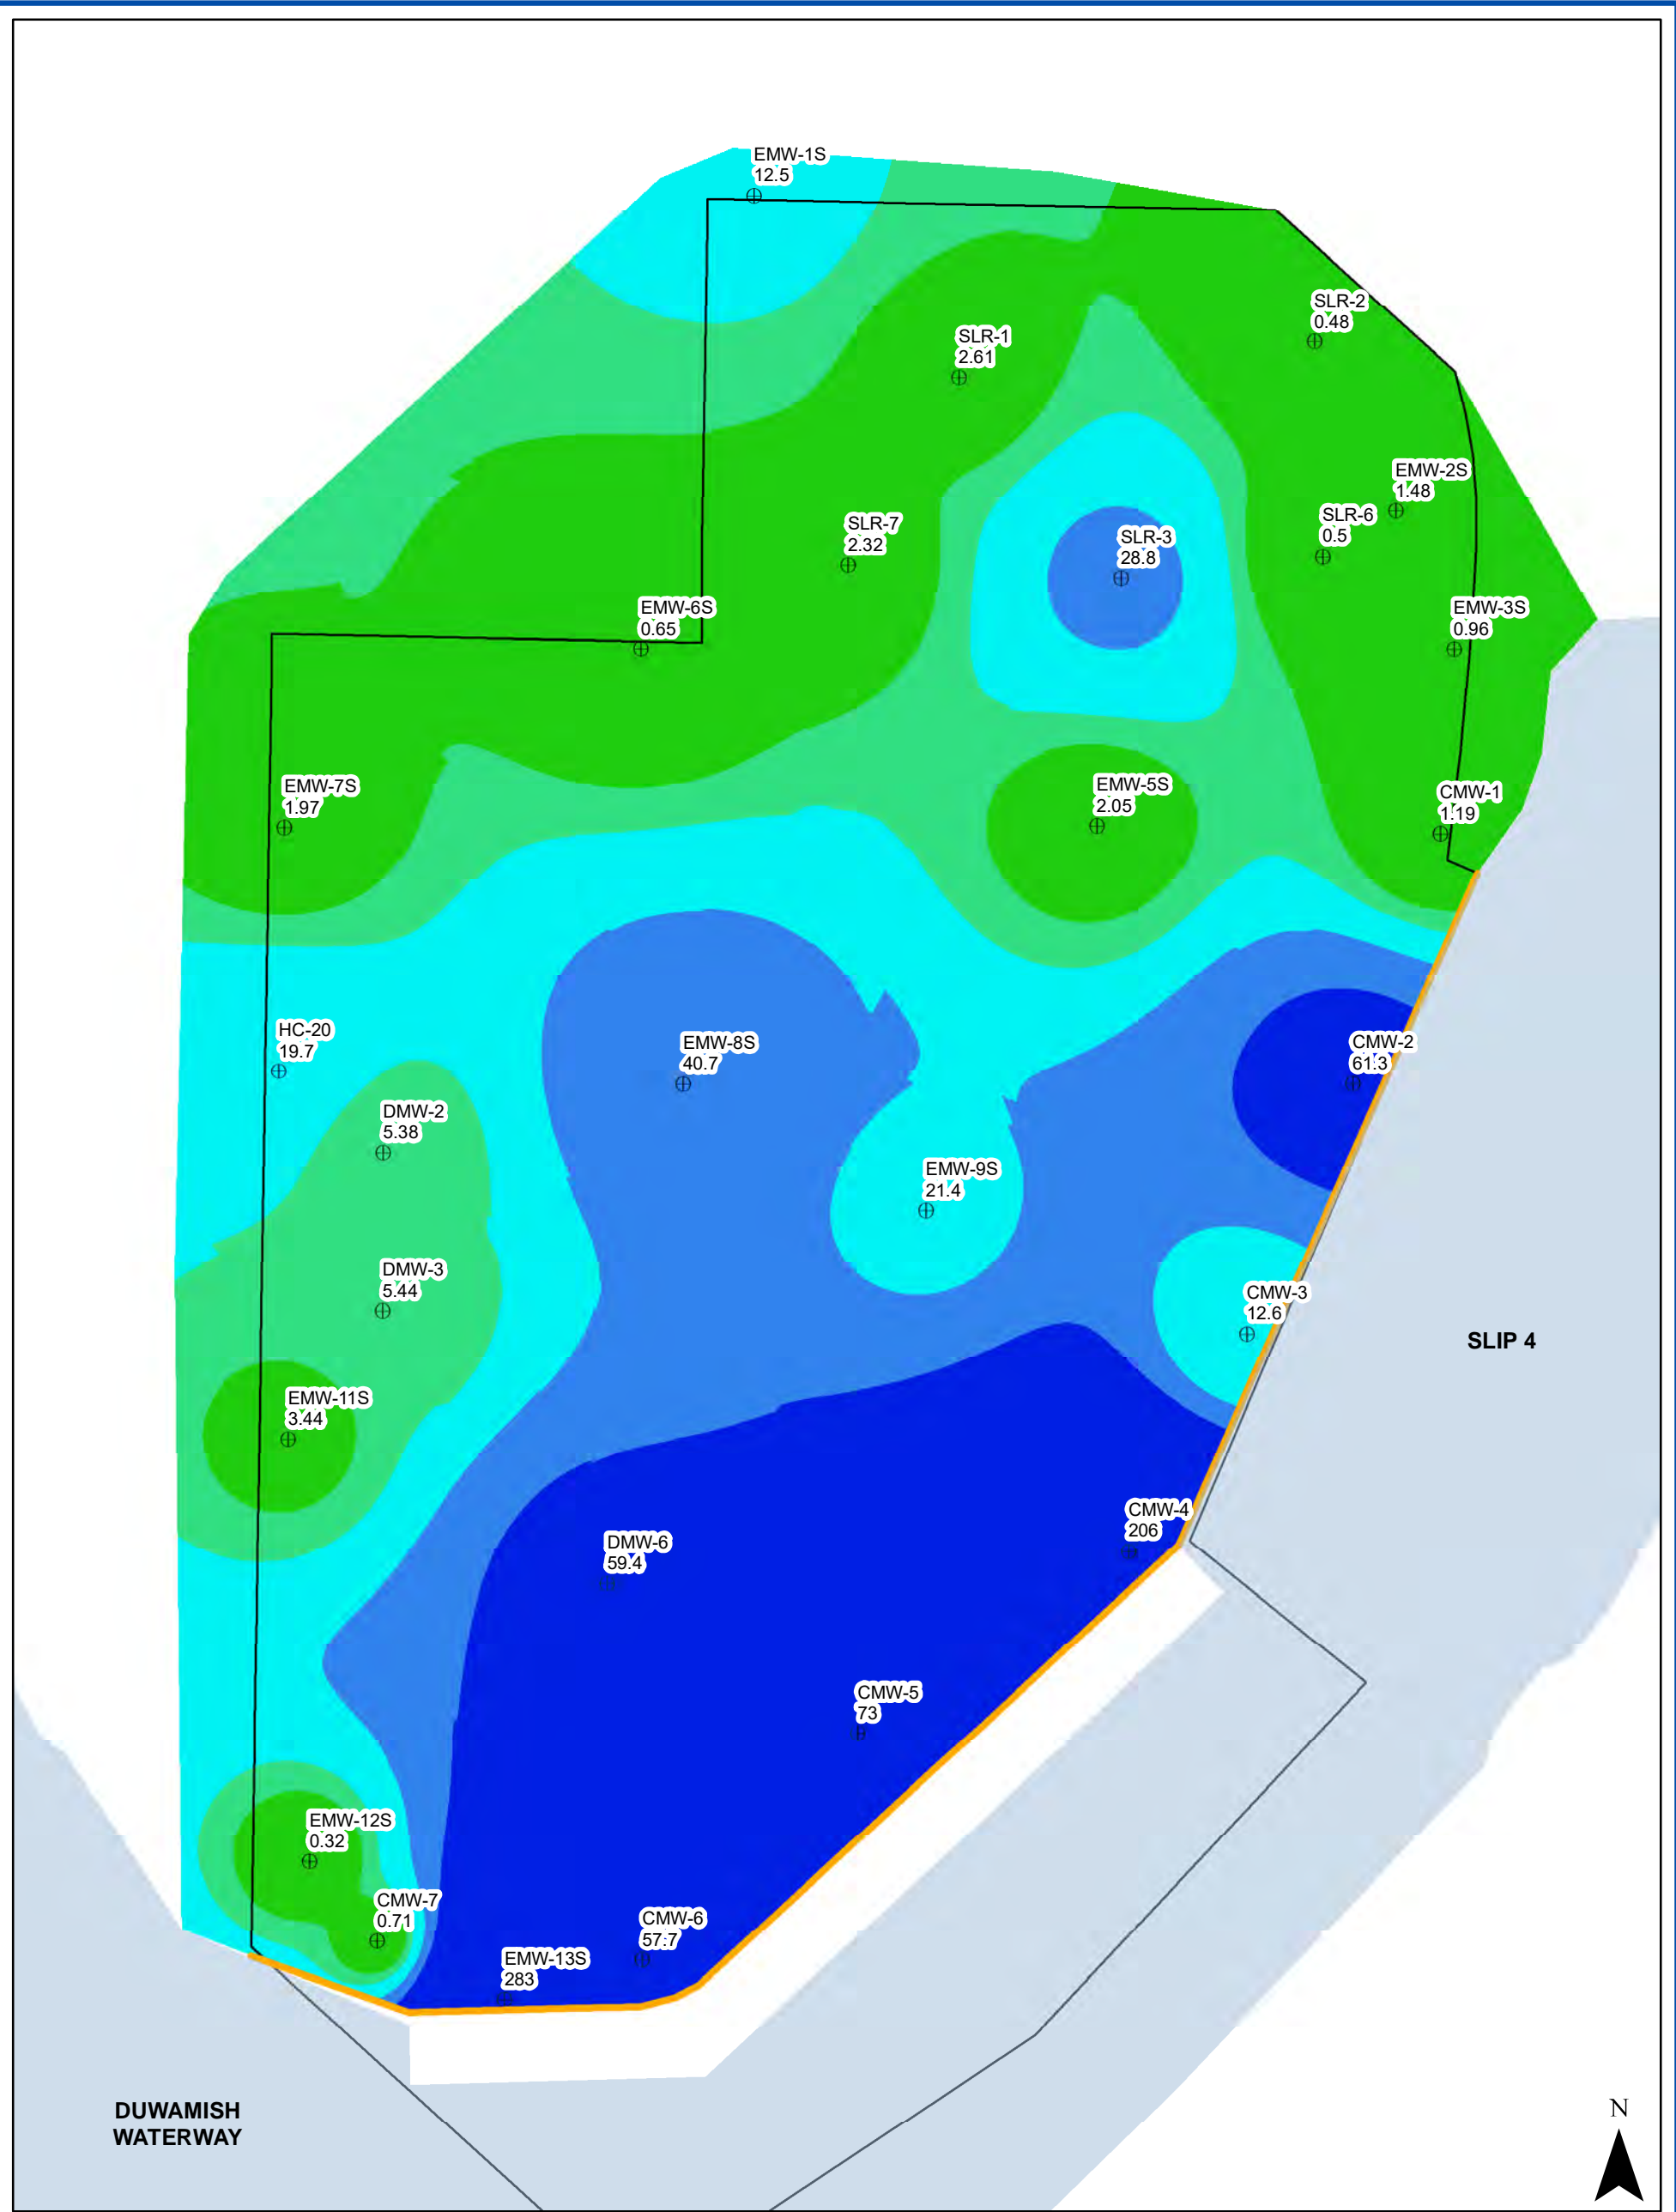 EMW-1S
12.5
SLR-2
0.48
SLR-1
2.61
EMW-2S
1.48
SLR-6
0.5
SLR-7
2.32
SLR-3
28.8
EMW-6S
0.65
EMW-3S
0.96
EMW-7S
1.97
EMW-5S
2.05
CMW-1
1.19
HC-20
19.7
EMW-8S
40.7
CMW-2
61.3
DMW-2
5.38
EMW-9S
21.4
DMW-3
5.44
CMW-3
12.6
SLIP 4
EMW-11S
3.44
CMW-4
206
DMW-6
59.4
CMW-5
73
EMW-12S
0.32
CMW-7
0.71
CMW-6
57.7
EMW-13S
283
DUWAMISH
WATERWAY
N